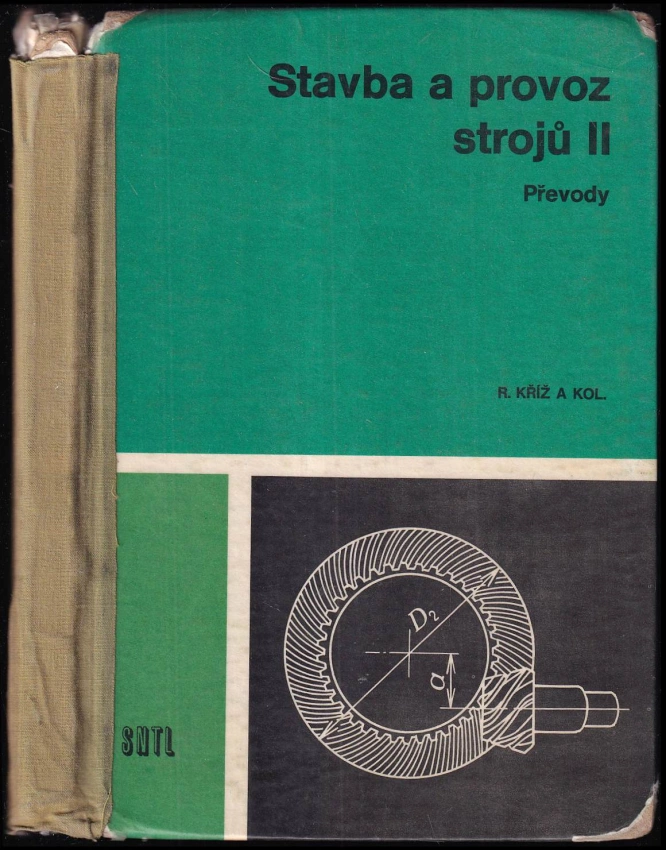 Stavba a provoz
strojů II
Převody
R. KŘÍŽ A KOL.
D₂
a
SNTL